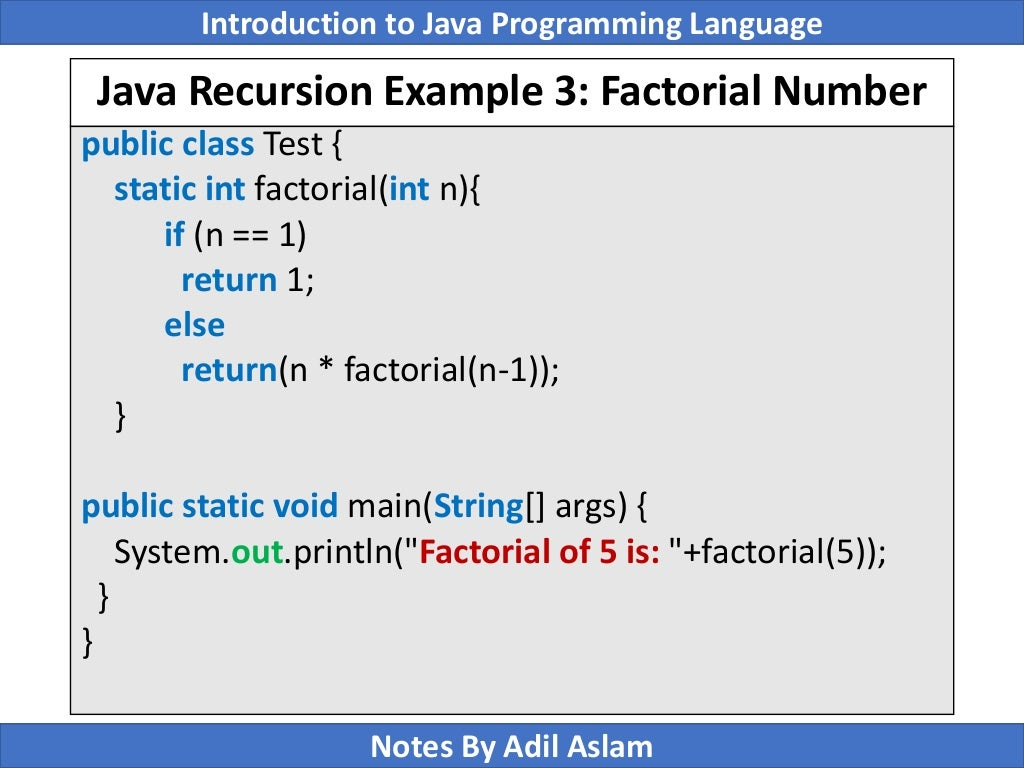 Introduction to Java Programming Language
Java Recursion Example 3: Factorial Number
public class Test {
static int factorial(int n){
if (n == 1)
return 1;
else
return(n * factorial(n-1));
}
public static void main(String[] args) {
System.out.println("Factorial of 5 is: "+factorial(5));
}
}
Notes By Adil Aslam